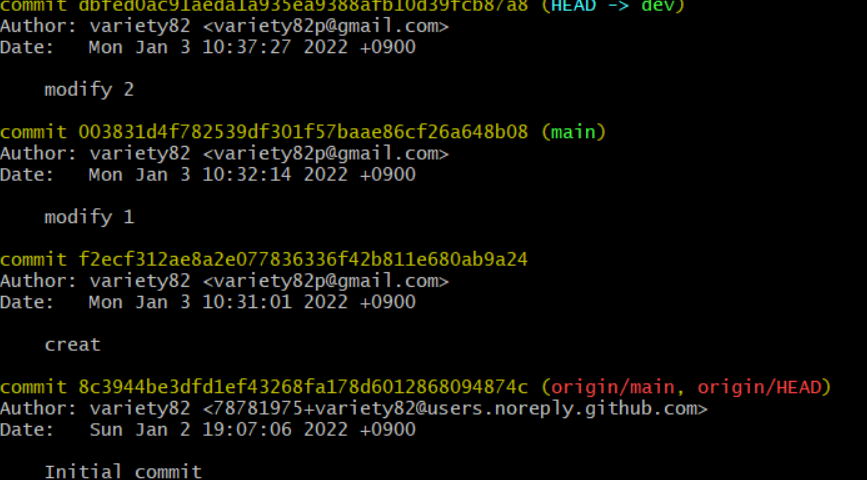 commit dbfed0ac91aeda1a935ea9388afb10d39fcb87a8 (HEAD -> dev)
Author: variety82 <variety82p@gmail.com>
Date:   Mon Jan 3 10:37:27 2022 +0900
modify 2
commit 003831d4f782539df301f57baae86cf26a648b08 (main)
Author: variety82 <variety82p@gmail.com>
Date:   Mon Jan 3 10:32:14 2022 +0900
modify 1
commit f2ecf312ae8a2e077836336f42b811e680ab9a24
Author: variety82 <variety82p@gmail.com>
Date:   Mon Jan 3 10:31:01 2022 +0900
creat
commit 8c3944be3dfd1ef43268fa178d6012868094874c (origin/main, origin/HEAD)
Author: variety82 <78781975+variety82@users.noreply.github.com>
Date:   Sun Jan 2 19:07:06 2022 +0900
Initial commit